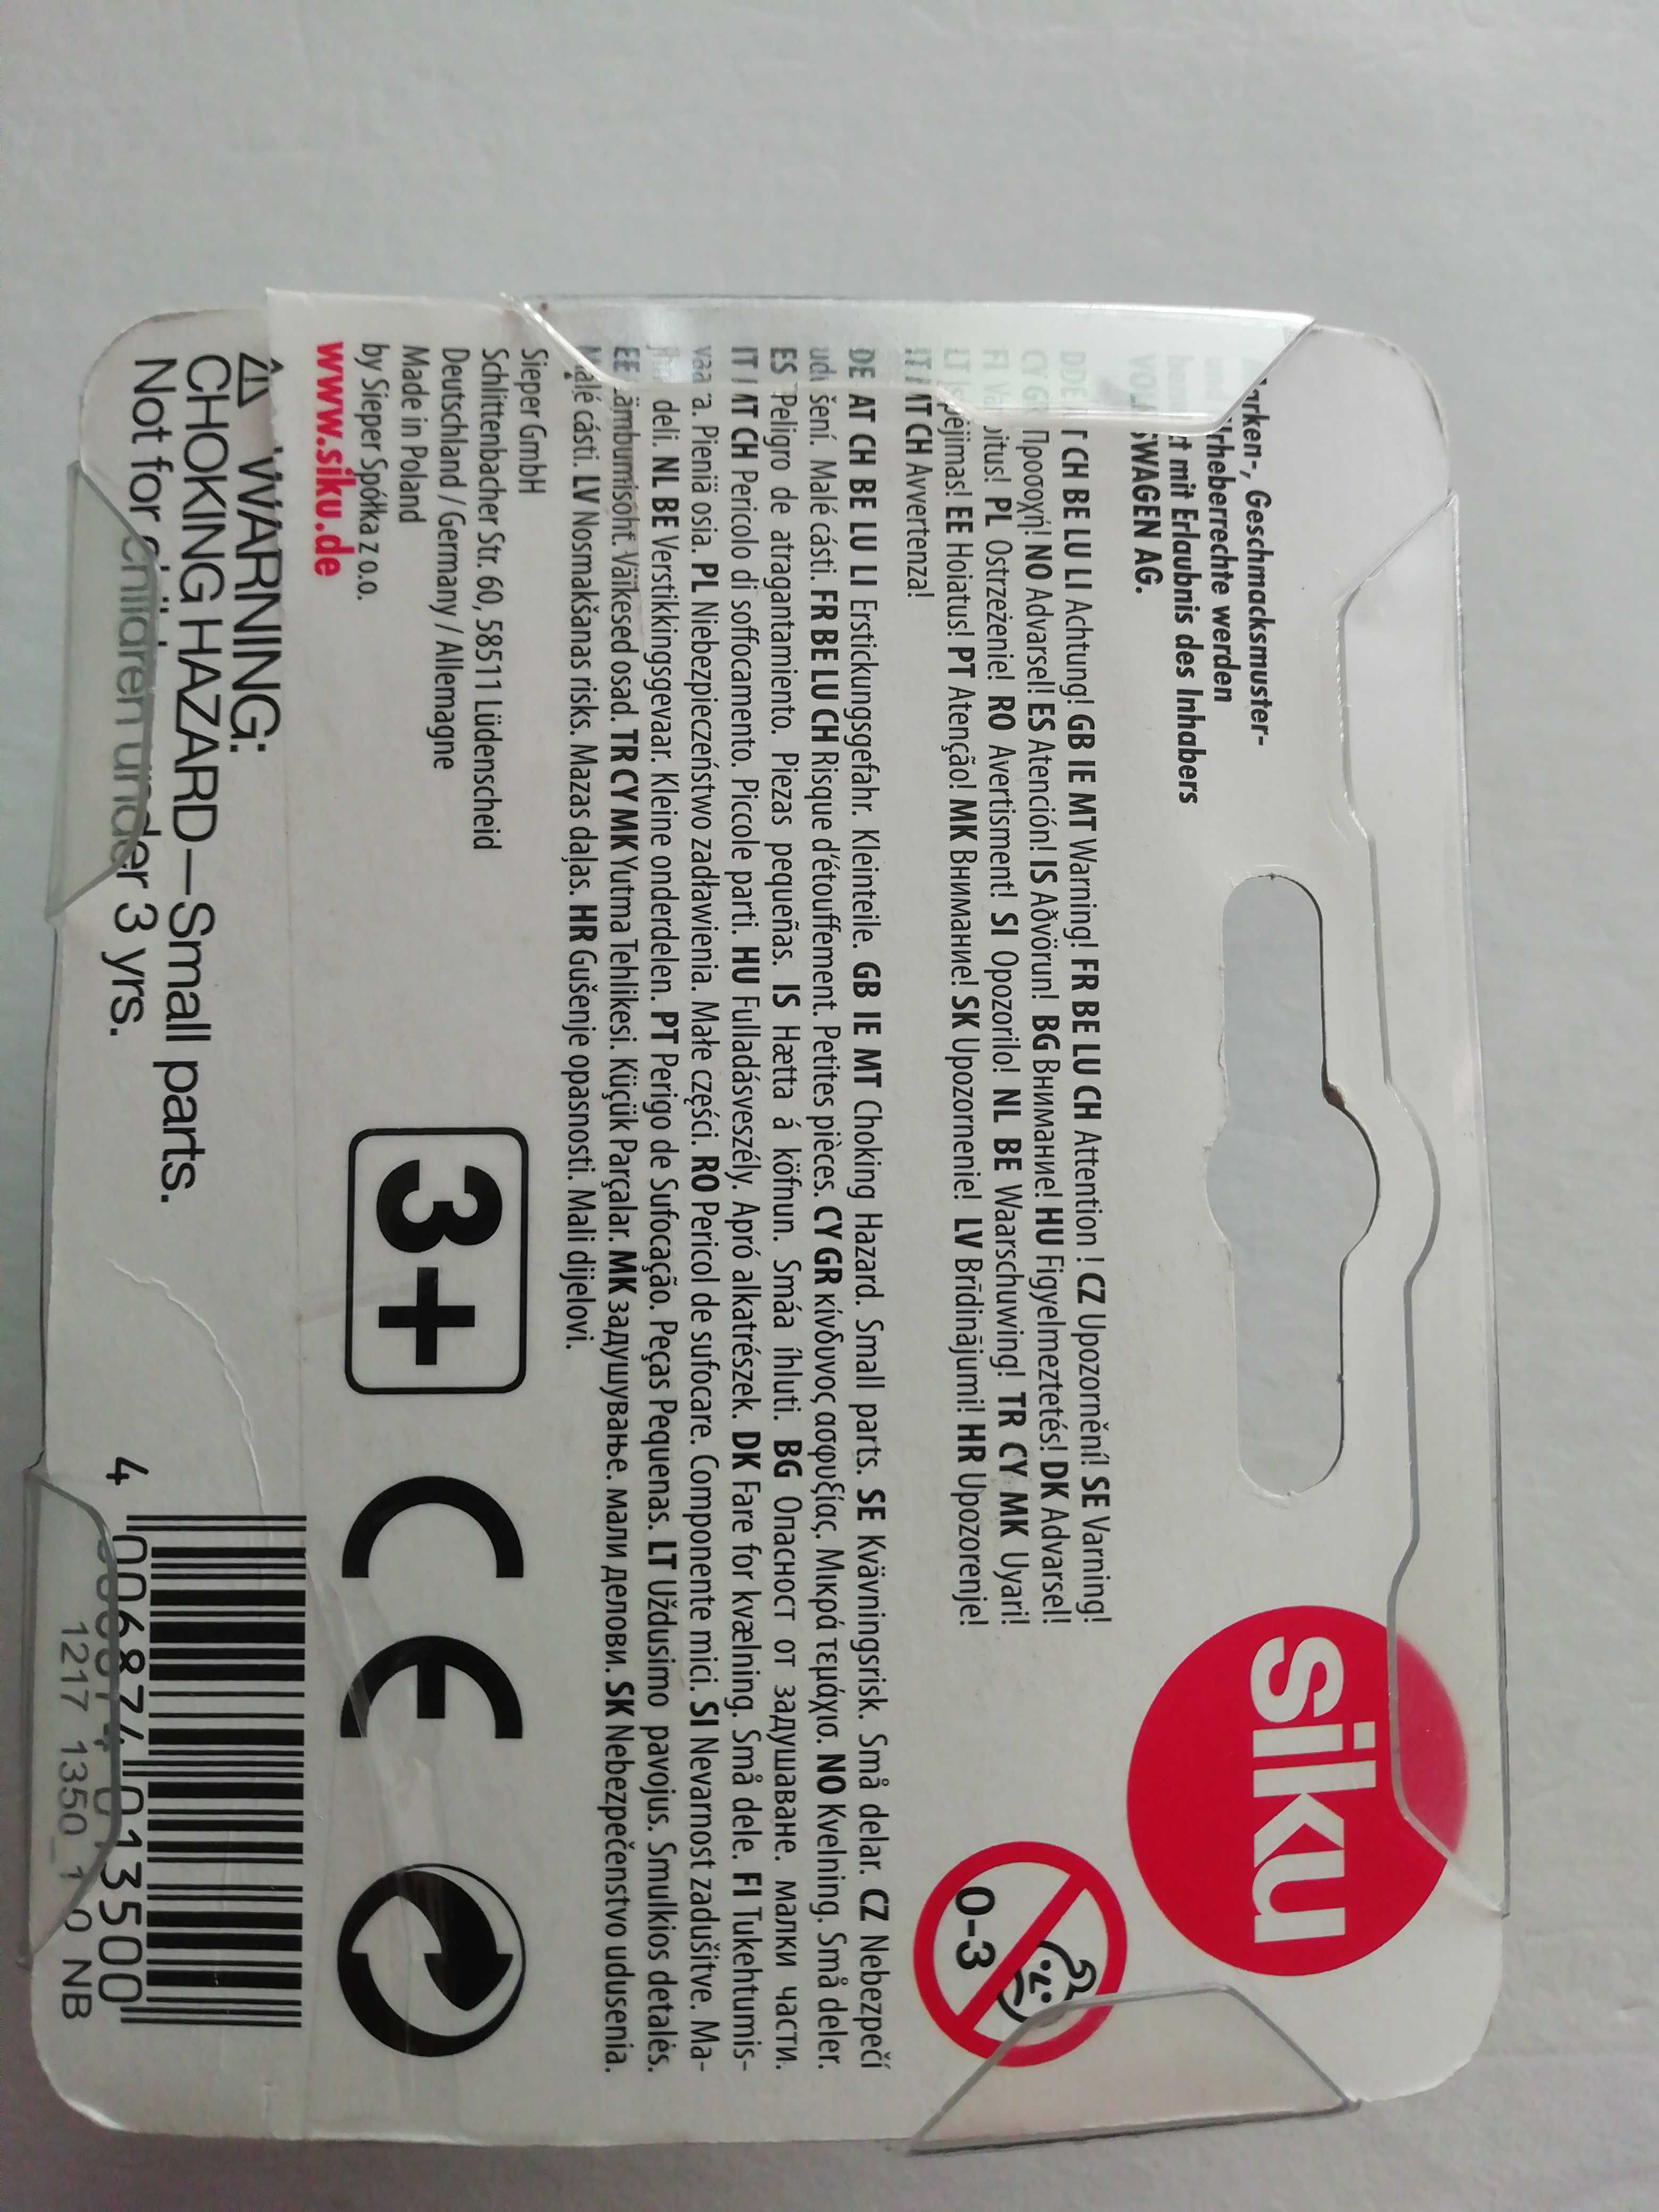 Geschmacksmuster-
Urheberrechte werden
mit Erlaubnis des Inhabers
VOLKSWAGEN AG.
siku
CH BE LU LI Achtung! GB IE MT Warning! FR BE LU CH Attention ! CZ Upozornění! SE Varning!
CY GR Προσοχή! NO Advarsel! ES Atención! IS Aðvörun! BG Внимание! HU Figyelmeztetés! DK Advarsel!
FI PL Ostrzeżenie! RO Avertisment! SI Opozorilo! NL BE Waarschuwing! TR CY MK Uyari!
LT Įspėjimas! EE Hoiatus! PT Atenção! MK Внимание! SK Upozornenie! LV Brīdinājumi! HR Upozorenje!
IT MT CH Avvertenza!
0-3
DE AT CH BE LU LI Erstickungsgefahr. Kleinteile. GB IE MT Choking Hazard. Small parts. SE Kvävningsrisk. Små delar. CZ Nebezpečí
udušení. Malé cásti. FR BE LU CH Risque d'étouffement. Petites pièces. CY GR κίνδυνος ασφυξίας. Μικρά τεμάχια. NO Kvelning. Små deler.
ES Peligro de atragantamiento. Piezas pequeñas. IS Hætta á köfnun. Smáa íhluti. BG Опасност от задушаване. малки части.
IT MT CH Pericolo di soffocamento. Piccole parti. HU Fulladásveszély. Apró alkatrészek. DK Fare for kvælning. Små dele. FI Tukehtumis-
vaara. Pieniä osia. PL Niebezpieczeństwo zadławienia. Małe części. RO Pericol de sufocare. Componente mici. SI Nevarnost zadušitve. Ma-
deli. NL BE Verstikkingsgevaar. Kleine onderdelen. PT Perigo de Sufocação. Peças Pequenas. LT Uždusimo pavojus. Smulkios detalės.
EE Lämbumisoht. Väikesed osad. TR CY MK Yutma Tehlikesi. Küçük Parçalar. MK задушување. мали делови. SK Nebezpečenstvo udusenia.
Malé cásti. LV Nosmakšanas risks. Mazas daļas. HR Gušenje opasnosti. Mali dijelovi.
Sieper GmbH
Schlittenbacher Str. 60, 58511 Lüdenscheid
Deutschland / Germany / Allemagne
Made in Poland
by Sieper Spółka z o.o.
www.siku.de
3+
CE
WARNING:
CHOKING HAZARD—Small parts.
Not for children under 3 yrs.
4 006874 013500
1217 1350 NB